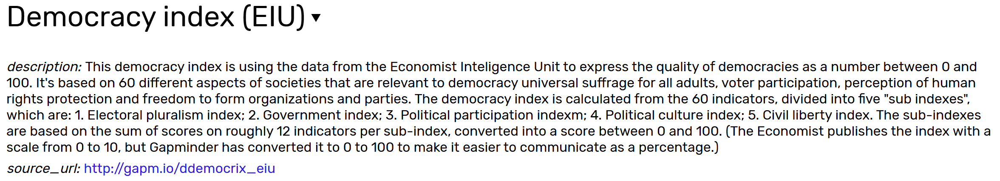 Democracy index (EIU) ▾
description: This democracy index is using the data from the Economist Inteligence Unit to express the quality of democracies as a number between 0 and
100. It's based on 60 different aspects of societies that are relevant to democracy universal suffrage for all adults, voter participation, perception of human
rights protection and freedom to form organizations and parties. The democracy index is calculated from the 60 indicators, divided into five "sub indexes",
which are: 1. Electoral pluralism index; 2. Government index; 3. Political participation indexm; 4. Political culture index; 5. Civil liberty index. The sub-indexes
are based on the sum of scores on roughly 12 indicators per sub-index, converted into a score between 0 and 100. (The Economist publishes the index with a
scale from 0 to 10, but Gapminder has converted it to 0 to 100 to make it easier to communicate as a percentage.)
source_url: http://gapm.io/ddemocrix_eiu